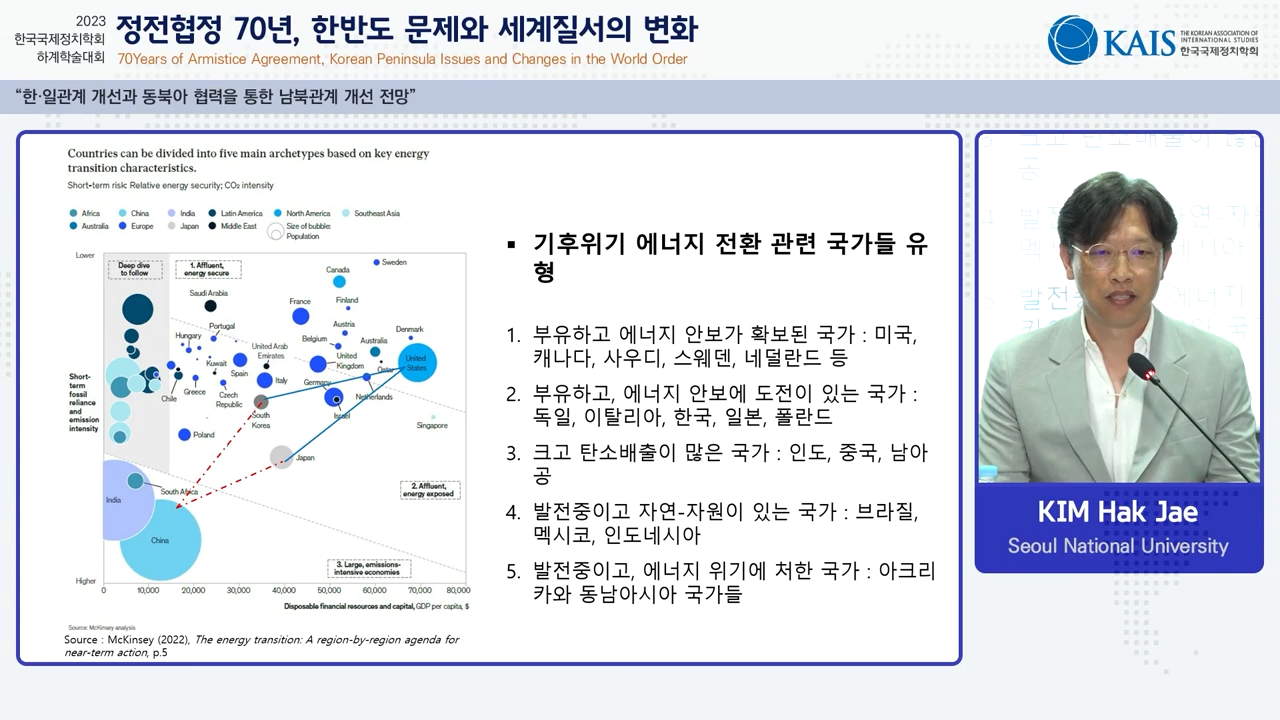 2023
한국국제정치학회
하계학술대회
정전협정 70년, 한반도 문제와 세계질서의 변화
70Years of Armistice Agreement, Korean Peninsula Issues and Changes in the World Order
KAIS
THE KOREAN ASSOCIATION OF
INTERNATIONAL STUDIES
한국국제정치학회
“한·일관계 개선과 동북아 협력을 통한 남북관계 개선 전망”
Countries can be divided into five main archetypes based on key energy
transition characteristics.
Short-term risk: Relative energy security; CO₂ intensity
Africa
China
India
Latin America
North America
Southeast Asia
Australia
Europe
Japan
Middle East
Size of bubble:
Population
Lower
Deep dive
to follow
1. Affluent,
energy secure
Sweden
Canada
Saudi Arabia
France
Finland
Portugal
Austria
Denmark
Hungary
Belgium
Australia
United Arab
Emirates
United
Kingdom
Qatar
United
States
Kuwait
Spain
Short-
term
fossil
reliance
and
emission
intensity
Chile
Greece
Czech
Republic
Italy
Germany
Netherlands
South
Korea
Israel
Singapore
Poland
Japan
South Africa
India
2. Affluent,
energy exposed
China
3. Large, emissions-
intensive economies
Higher
0
10,000
20,000
30,000
40,000
50,000
60,000
70,000
80,000
Disposable financial resources and capital, GDP per capita, $
Source: McKinsey analysis
Source : McKinsey (2022), The energy transition: A region-by-region agenda for
near-term action, p.5
▪ 기후위기 에너지 전환 관련 국가들 유
형
1. 부유하고 에너지 안보가 확보된 국가 : 미국,
캐나다, 사우디, 스웨덴, 네덜란드 등
2. 부유하고, 에너지 안보에 도전이 있는 국가 :
독일, 이탈리아, 한국, 일본, 폴란드
3. 크고 탄소배출이 많은 국가 : 인도, 중국, 남아
공
4. 발전중이고 자연-자원이 있는 국가 : 브라질,
멕시코, 인도네시아
5. 발전중이고, 에너지 위기에 처한 국가 : 아크리
카와 동남아시아 국가들
KIM Hak Jae
Seoul National University